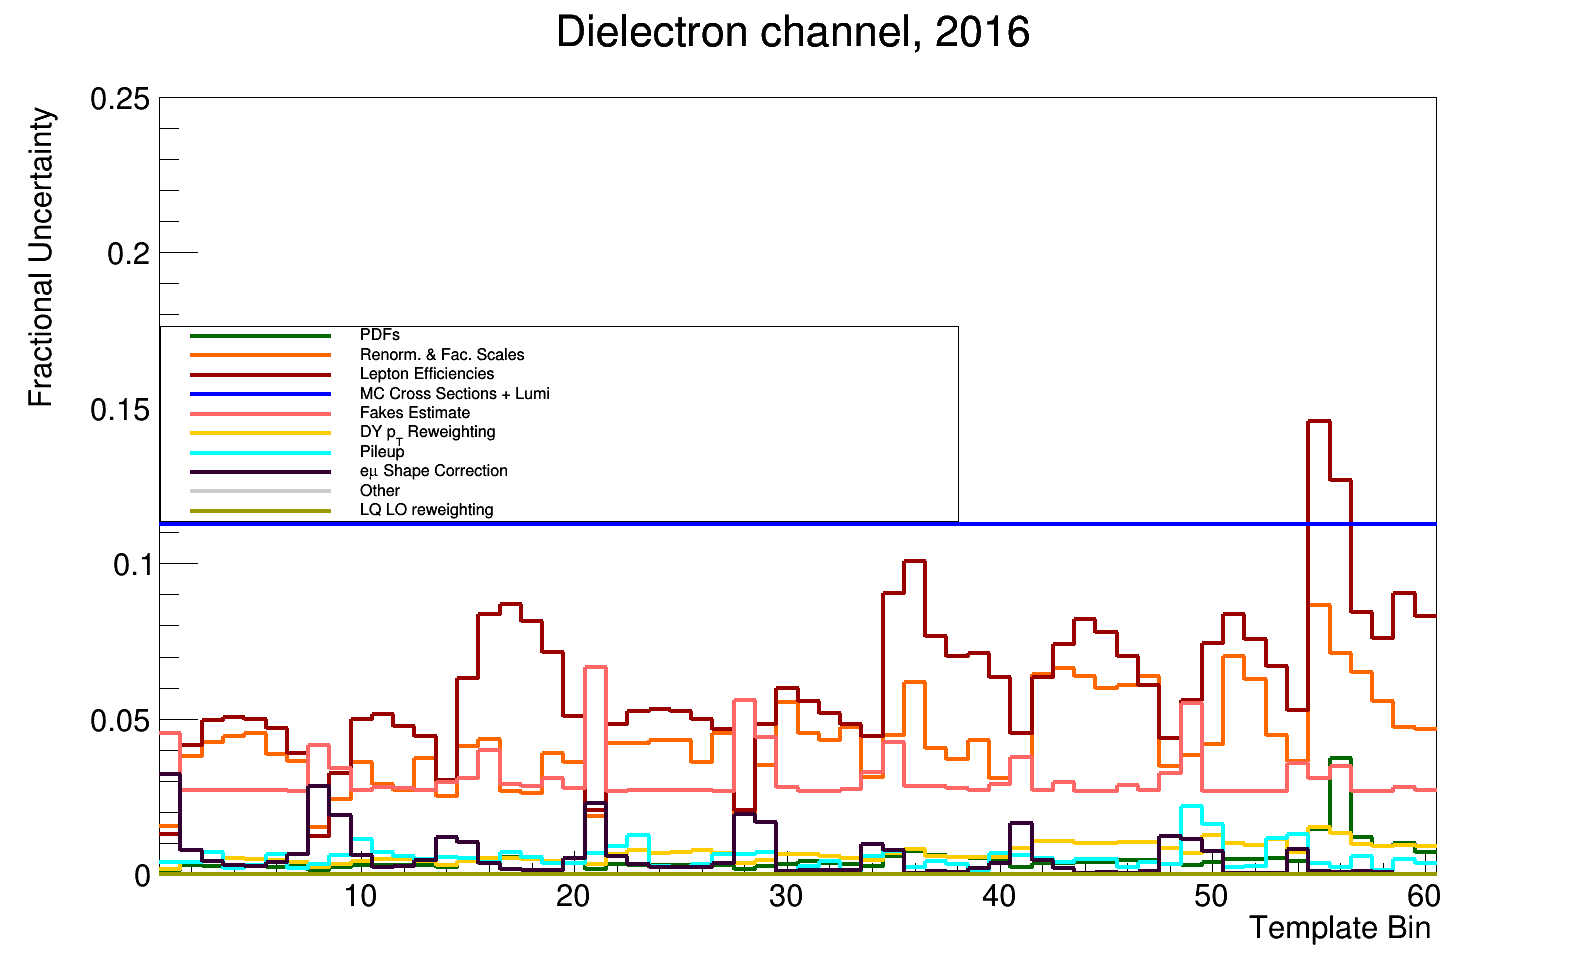 Dielectron channel, 2016
Fractional Uncertainty
0.25
0.2
0.15
0.1
0.05
0
PDFs
Renorm. & Fac. Scales
Lepton Efficiencies
MC Cross Sections + Lumi
Fakes Estimate
DY pT Reweighting
Pileup
eμ Shape Correction
Other
LQ LO reweighting
10 20 30 40 50 60
Template Bin